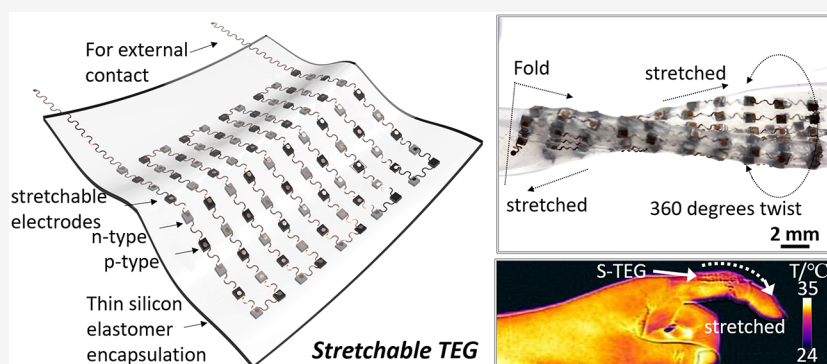 For external
contact
stretchable
electrodes
n-type
p-type
Thin silicon
elastomer
encapsulation
Stretchable TEG
Fold
stretched
stretched
360 degrees twist
2 mm
S-TEG
T/°C
35
stretched
24